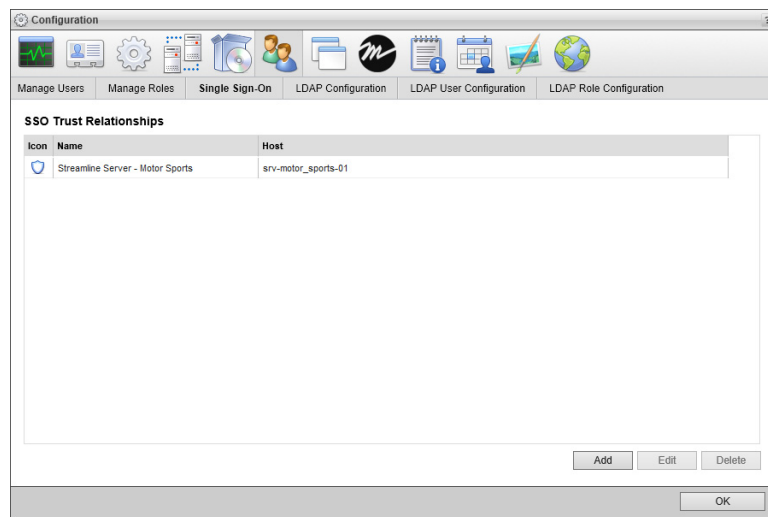 Configuration
Manage Users Manage Roles Single Sign-On LDAP Configuration LDAP User Configuration LDAP Role Configuration
SSO Trust Relationships
Icon Name Host
Streamline Server - Motor Sports srv-motor_sports-01
Add Edit Delete
OK